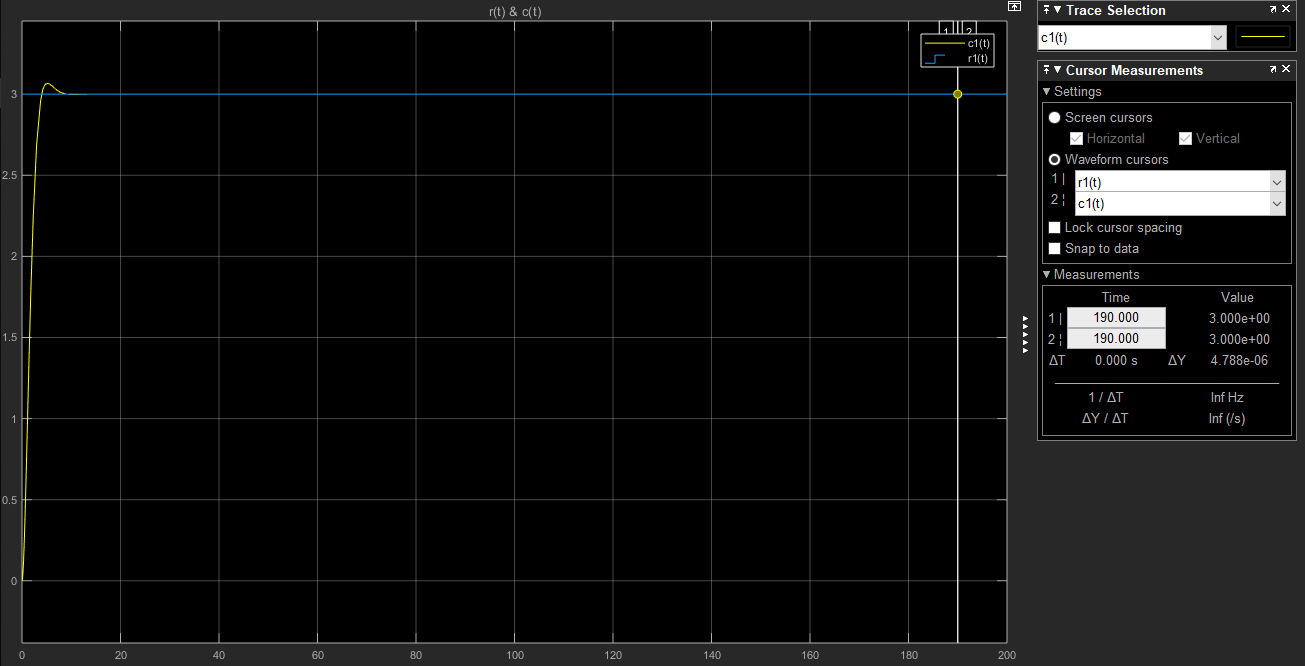 r(t) & c(t)
1 2
c1(t)
r1(t)
3
2.5
2
1.5
1
0.5
0
0 20 40 60 80 100 120 140 160 180 200
Trace Selection
c1(t)
Cursor Measurements
Settings
Screen cursors
Horizontal Vertical
Waveform cursors
1 r1(t)
2 c1(t)
Lock cursor spacing
Snap to data
Measurements
Time Value
1 | 190.000 3.000e+00
2 ¦ 190.000 3.000e+00
ΔT 0.000 s ΔY 4.788e-06
1 / ΔT Inf Hz
ΔY / ΔT Inf (/s)